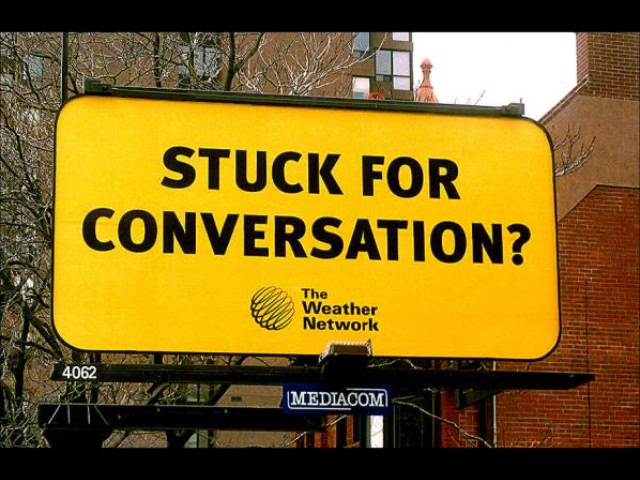 STUCK FOR
CONVERSATION?
The
Weather
Network
4062
MEDIACOM